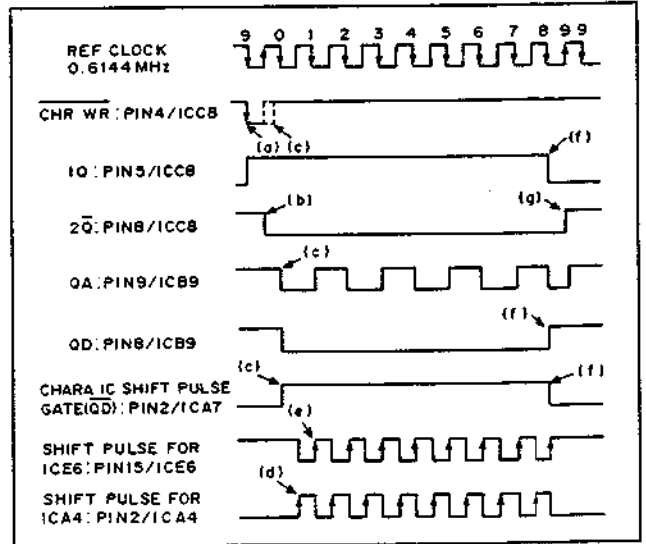 9 0 1 2 3 4 5 6 7 8 9 9
REF CLOCK
0.6144 MHz
CHR WR : PIN4/ICC8
(a) (c)
(f)
1Q : PIN5/ICC8
(b)
(g)
2Q̅ : PIN8/ICC8
(c)
QA : PIN9/ICB9
(f)
QD : PIN8/ICB9
(c)
(f)
CHARA IC SHIFT PULSE
GATE(Q̅D̅) : PIN2/ICA7
(e)
SHIFT PULSE FOR
ICE6 : PIN15/ICE6
(d)
SHIFT PULSE FOR
ICA4 : PIN2/ICA4